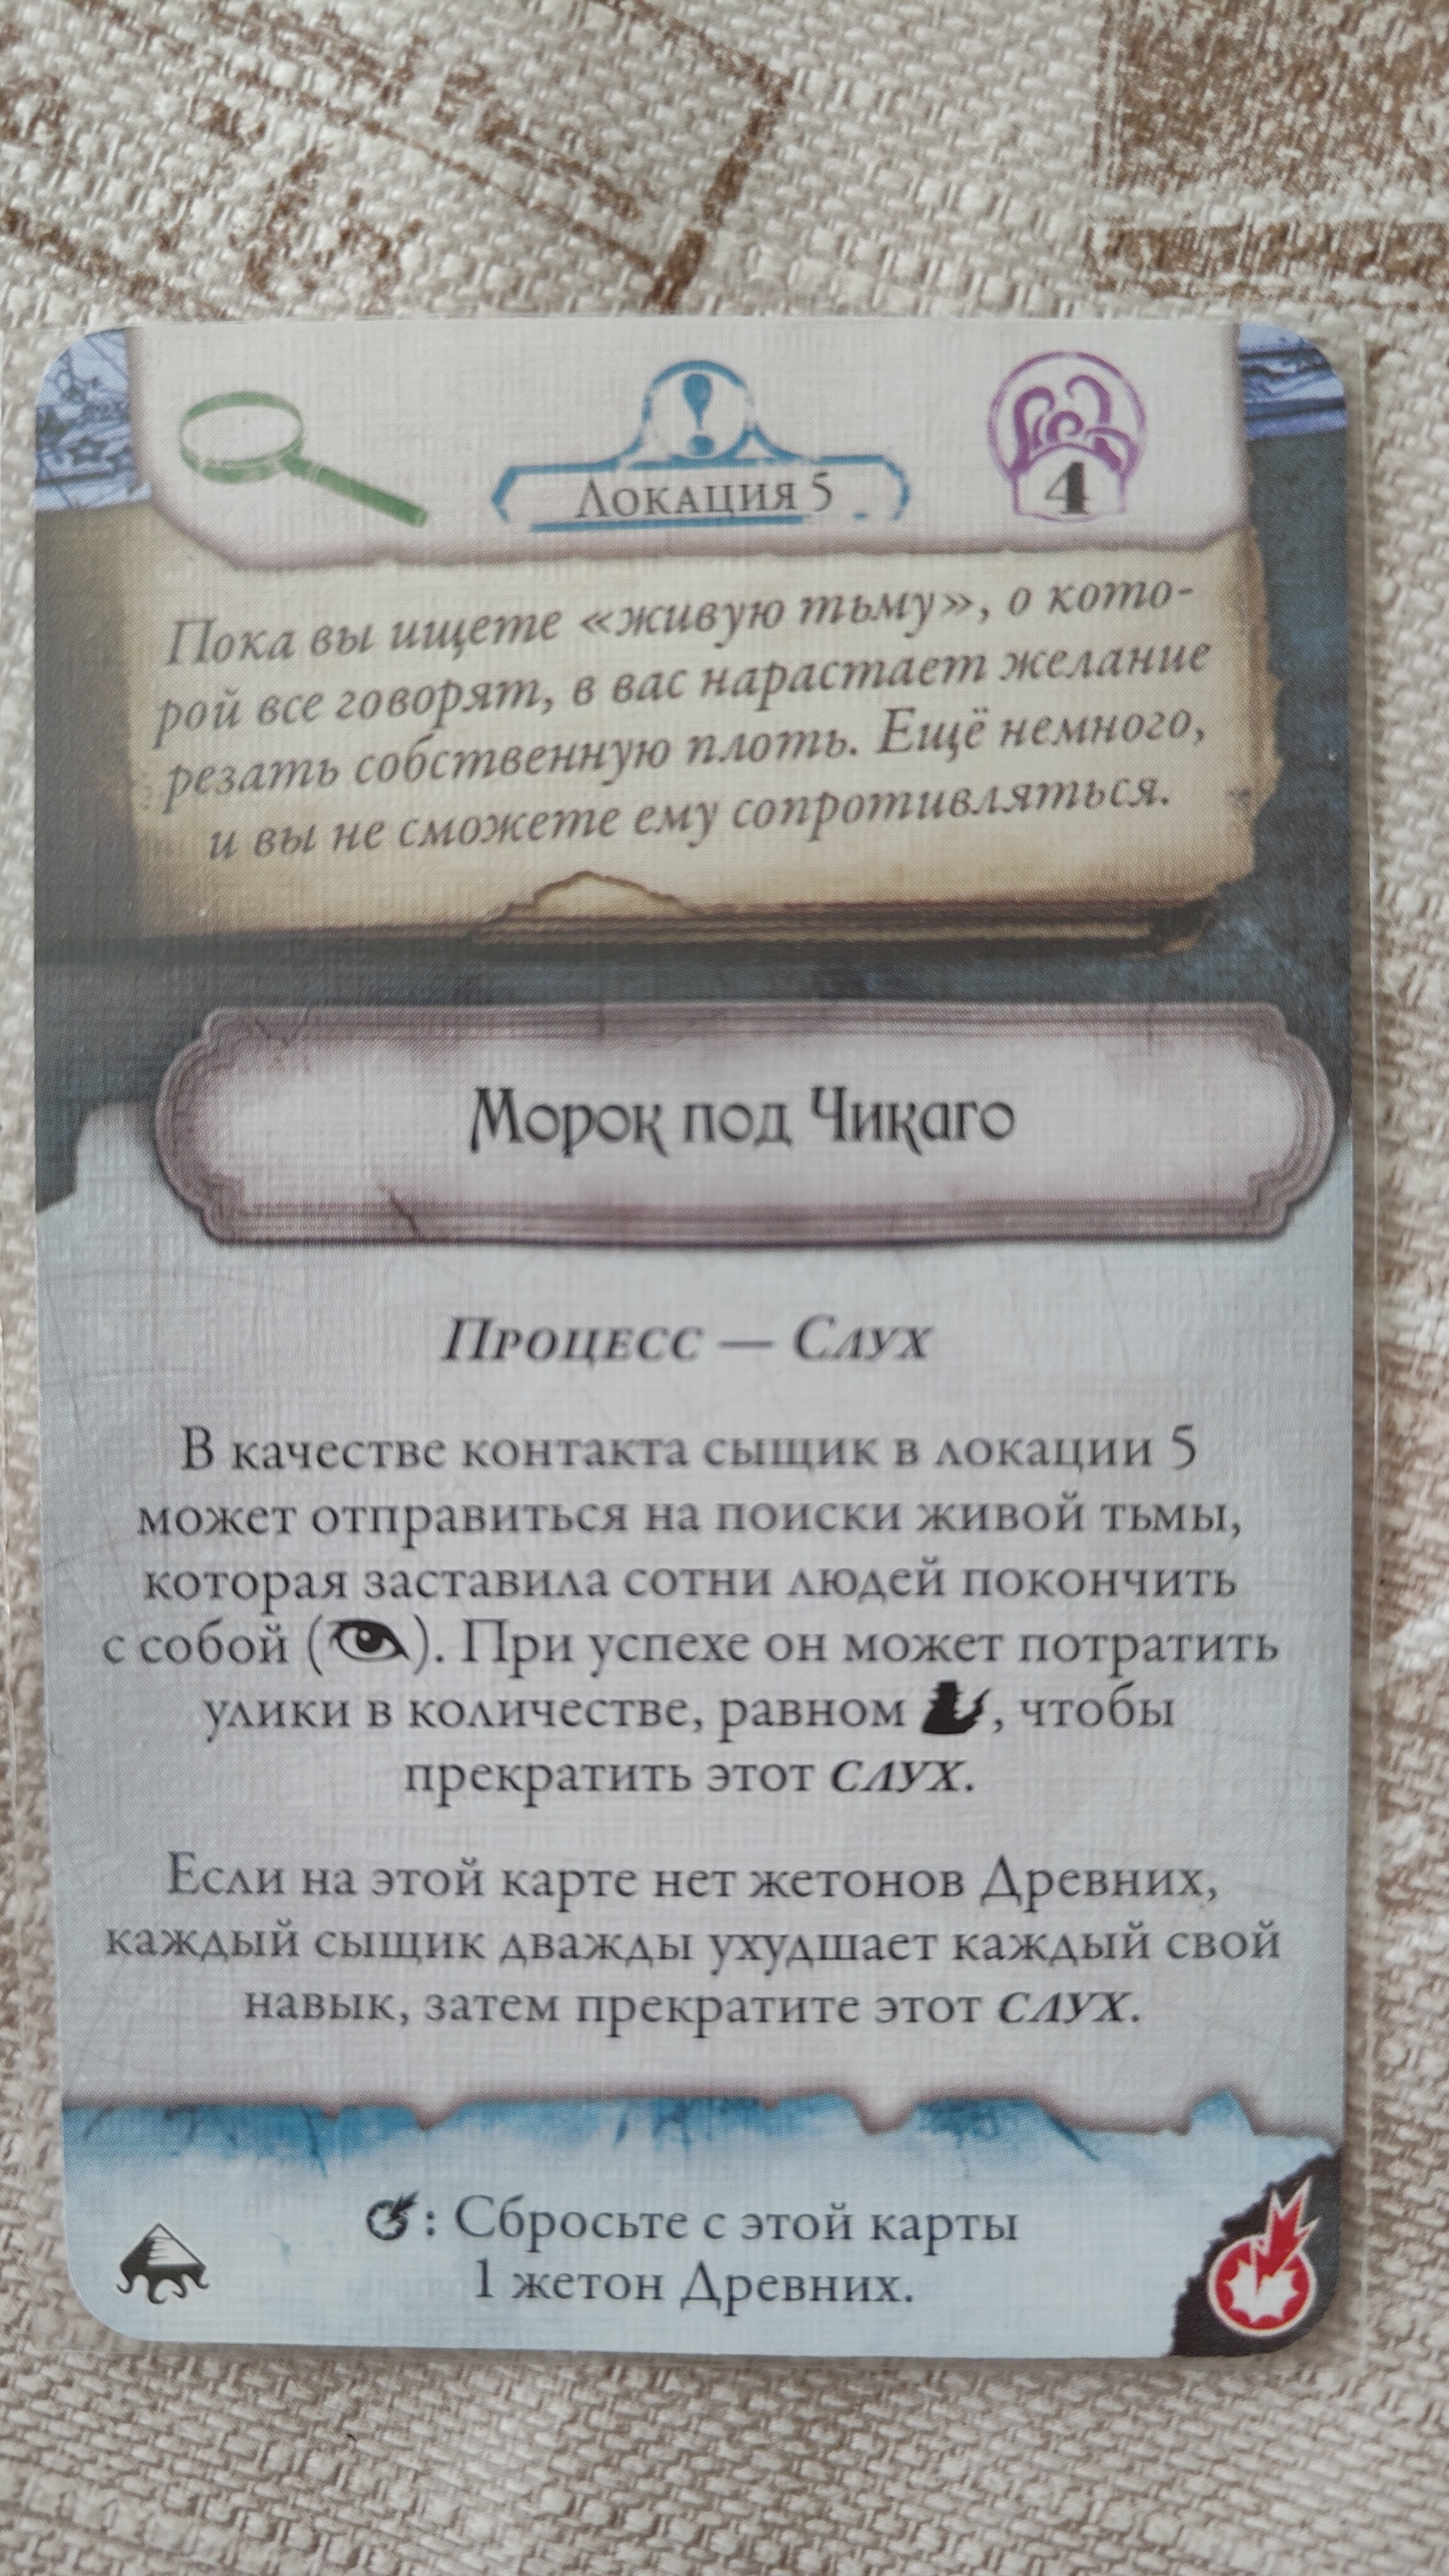 Локация 5
4
Пока вы ищете «живую тьму», о кото-
рой все говорят, в вас нарастает желание
резать собственную плоть. Ещё немного,
и вы не сможете ему сопротивляться.
Морок под Чикаго
Процесс — Слух
В качестве контакта сыщик в локации 5
может отправиться на поиски живой тьмы,
которая заставила сотни людей покончить
с собой ( ). При успехе он может потратить
улики в количестве, равном , чтобы
прекратить этот СЛУХ.
Если на этой карте нет жетонов Древних,
каждый сыщик дважды ухудшает каждый свой
навык, затем прекратите этот СЛУХ.
: Сбросьте с этой карты
1 жетон Древних.